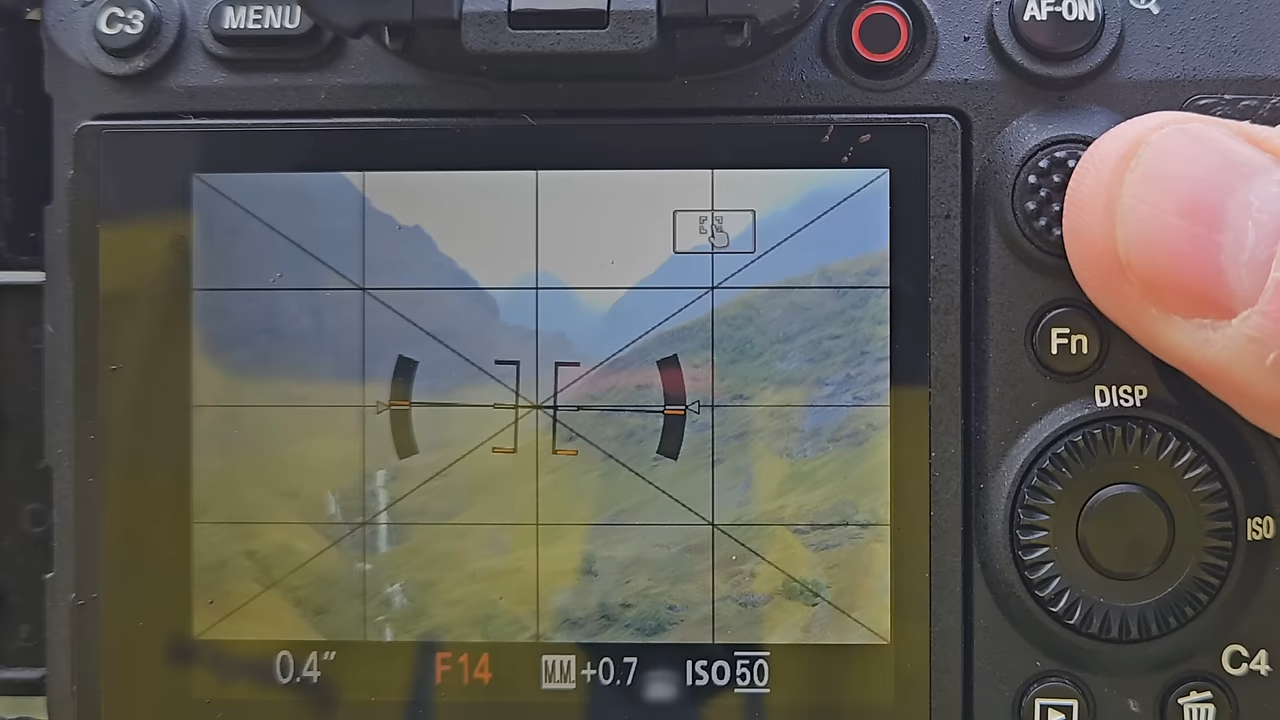 C3 MENU AF-ON
Fn
DISP
ISO
0.4" F14 M.M. +0.7 ISO 50
C4